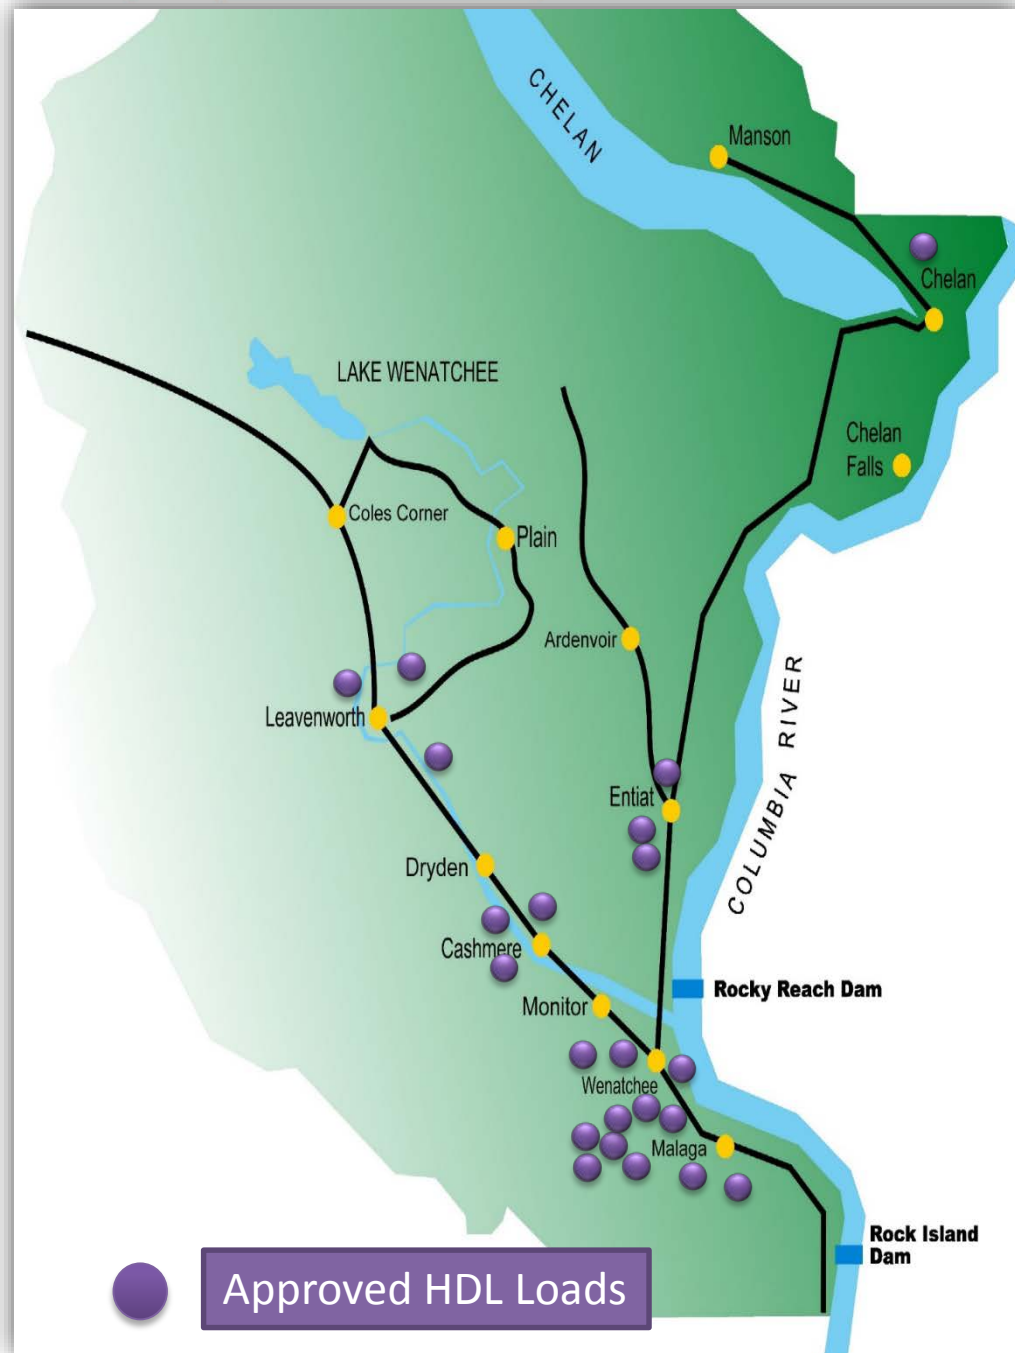 CHELAN
Manson
Chelan
LAKE WENATCHEE
Chelan
Falls
Coles Corner
Plain
Ardenvoir
COLUMBIA RIVER
Leavenworth
Entiat
Dryden
Cashmere
Rocky Reach Dam
Monitor
Wenatchee
Malaga
Rock Island
Dam
Approved HDL Loads